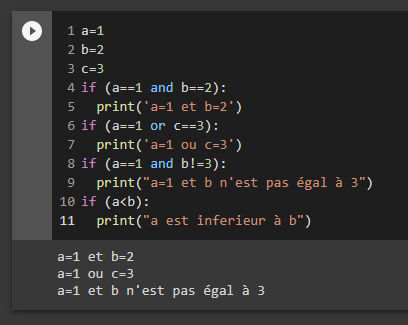 1 a=1
2 b=2
3 c=3
4 if (a==1 and b==2):
5   print('a=1 et b=2')
6 if (a==1 or c==3):
7   print('a=1 ou c=3')
8 if (a==1 and b!=3):
9   print("a=1 et b n'est pas égal à 3")
10 if (a<b):
11   print("a est inferieur à b")
a=1 et b=2
a=1 ou c=3
a=1 et b n'est pas égal à 3